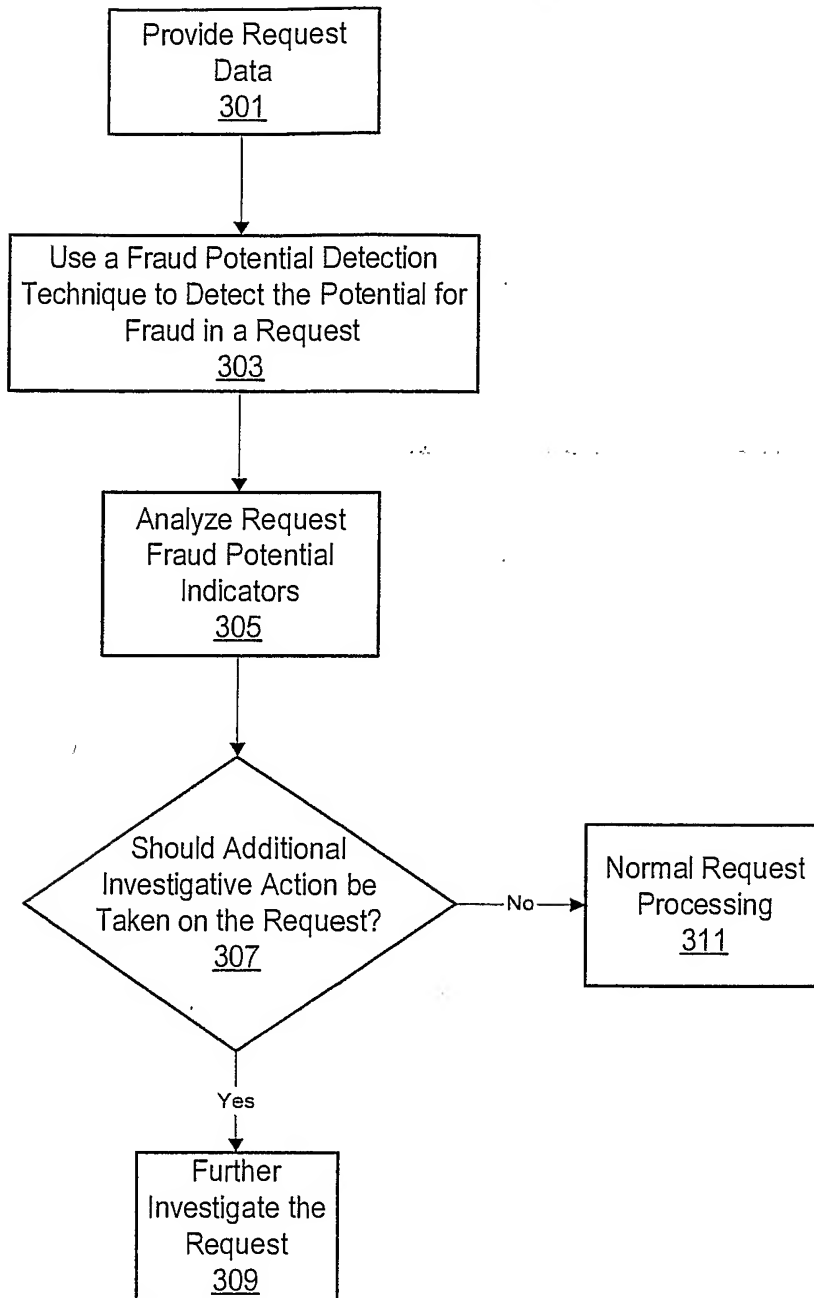 Provide Request
Data
301
Use a Fraud Potential Detection
Technique to Detect the Potential for
Fraud in a Request
303
Analyze Request
Fraud Potential
Indicators
305
Should Additional
Investigative Action be
Taken on the Request?
307
No
Normal Request
Processing
311
Yes
Further
Investigate the
Request
309